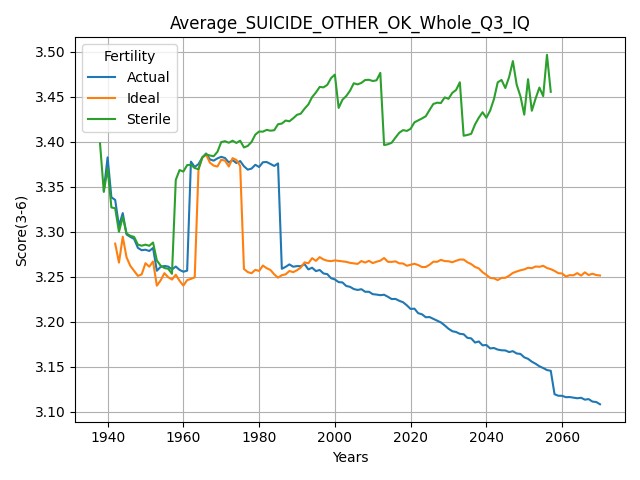 Average_SUICIDE_OTHER_OK_Whole_Q3_IQ
3.50
3.45
3.40
3.35
3.30
3.25
3.20
3.15
3.10
Score(3-6)
Fertility
Actual
Ideal
Sterile
1940 1960 1980 2000 2020 2040 2060
Years